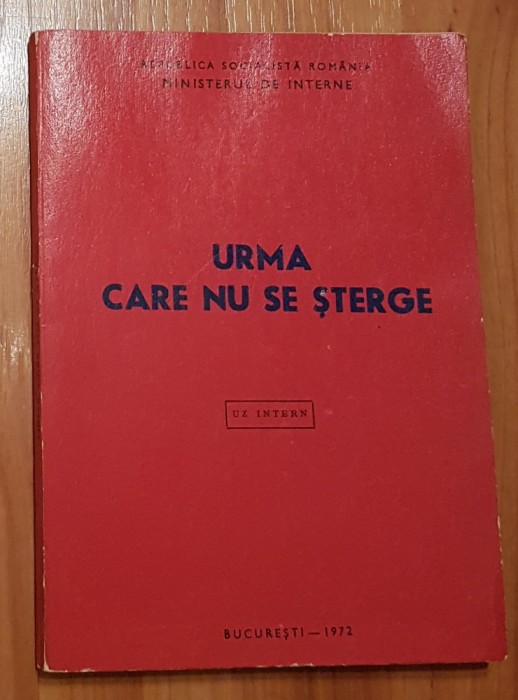 REPUBLICA SOCIALISTĂ ROMÂNIA
MINISTERUL DE INTERNE
URMA
CARE NU SE ȘTERGE
UZ INTERN
BUCUREȘTI — 1972